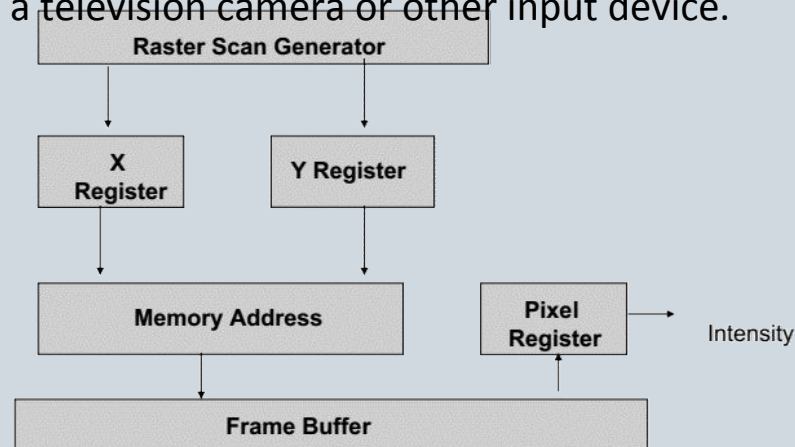 a television camera or other input device.
Raster Scan Generator
X
Register
Y Register
Memory Address
Pixel
Register
Intensity
Frame Buffer